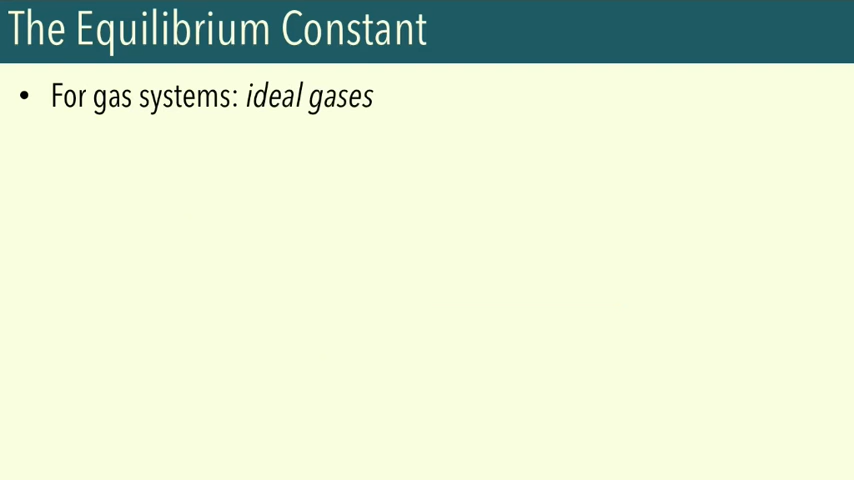 The Equilibrium Constant
• For gas systems: ideal gases